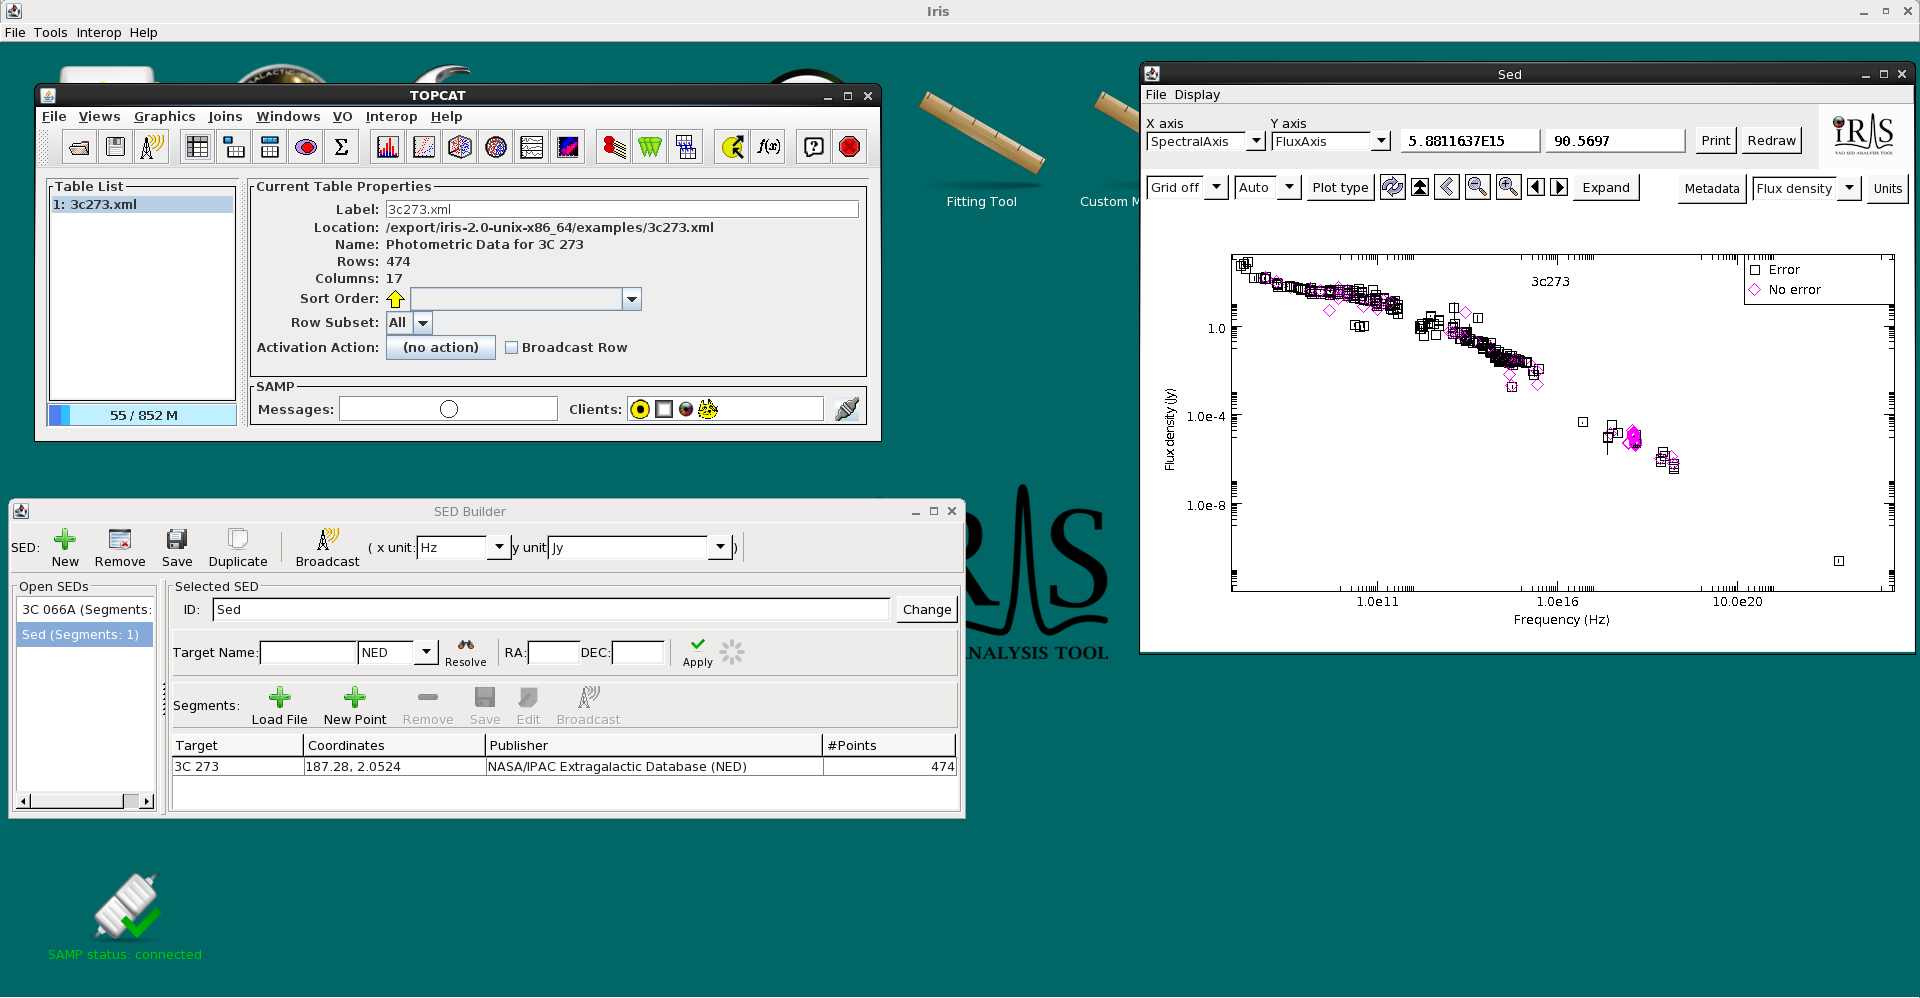 Iris
File Tools Interop Help
TOPCAT
File Views Graphics Joins Windows VO Interop Help
Table List
1: 3c273.xml
55 / 852 M
Current Table Properties
Label: 3c273.xml
Location: /export/iris-2.0-unix-x86_64/examples/3c273.xml
Name: Photometric Data for 3C 273
Rows: 474
Columns: 17
Sort Order:
Row Subset: All
Activation Action: (no action) Broadcast Row
SAMP
Messages: Clients:
Fitting Tool
Custom M
Sed
File Display
X axis Y axis
SpectralAxis FluxAxis 5.8811637E15 90.5697 Print Redraw
IRIS
VAO SED ANALYSIS TOOL
Grid off Auto Plot type Expand Metadata Flux density Units
3c273
Error
No error
1.0
1.0e-4
1.0e-8
Flux density (Jy)
1.0e11 1.0e16 10.0e20
Frequency (Hz)
SED Builder
SED: New Remove Save Duplicate Broadcast ( x unit: Hz y unit Jy )
Open SEDs
3C 066A (Segments:
Sed (Segments: 1)
Selected SED
ID: Sed Change
Target Name: NED Resolve RA: DEC: Apply
Segments: Load File New Point Remove Save Edit Broadcast
Target Coordinates Publisher #Points
3C 273 187.28, 2.0524 NASA/IPAC Extragalactic Database (NED) 474
ANALYSIS TOOL
SAMP status: connected